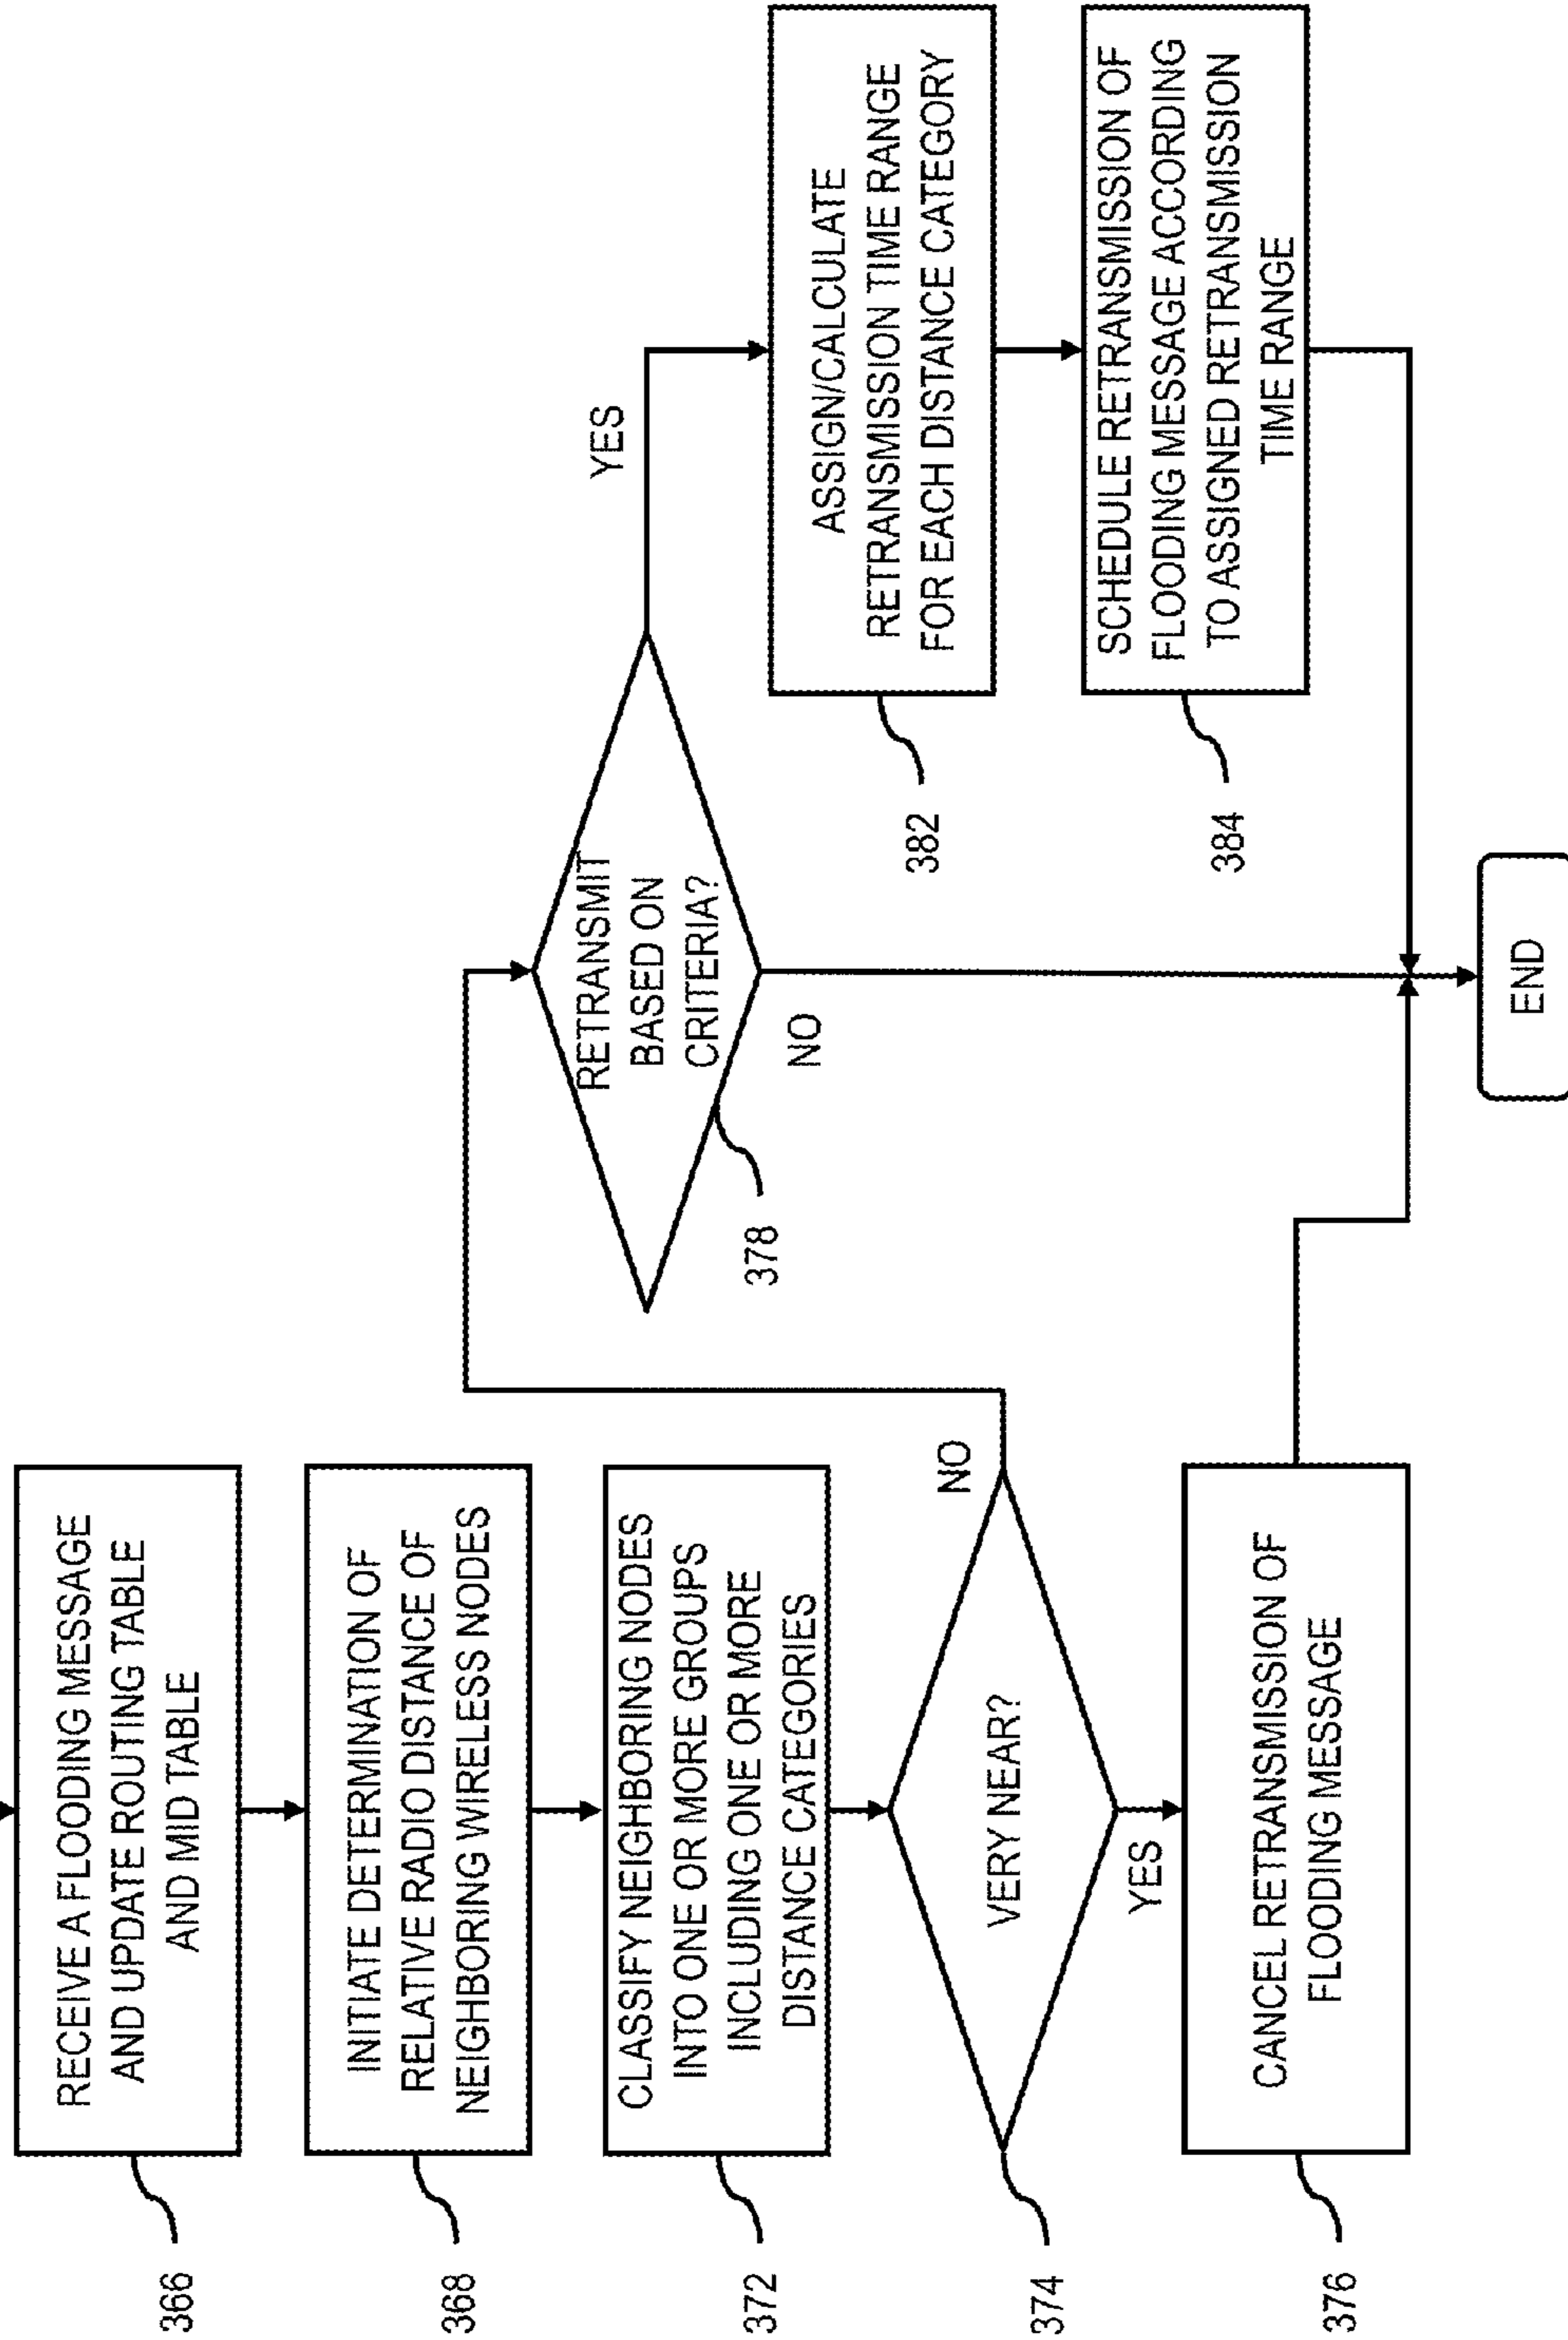 366
RECEIVE A FLOODING MESSAGE
AND UPDATE ROUTING TABLE
AND MID TABLE
368
INITIATE DETERMINATION OF
RELATIVE RADIO DISTANCE OF
NEIGHBORING WIRELESS NODES
372
CLASSIFY NEIGHBORING NODES
INTO ONE OR MORE GROUPS
INCLUDING ONE OR MORE
DISTANCE CATEGORIES
374
VERY NEAR?
NO
YES
376
CANCEL RETRANSMISSION OF
FLOODING MESSAGE
378
RETRANSMIT
BASED ON
CRITERIA?
YES
NO
382
ASSIGN/CALCULATE
RETRANSMISSION TIME RANGE
FOR EACH DISTANCE CATEGORY
384
SCHEDULE RETRANSMISSION OF
FLOODING MESSAGE ACCORDING
TO ASSIGNED RETRANSMISSION
TIME RANGE
END